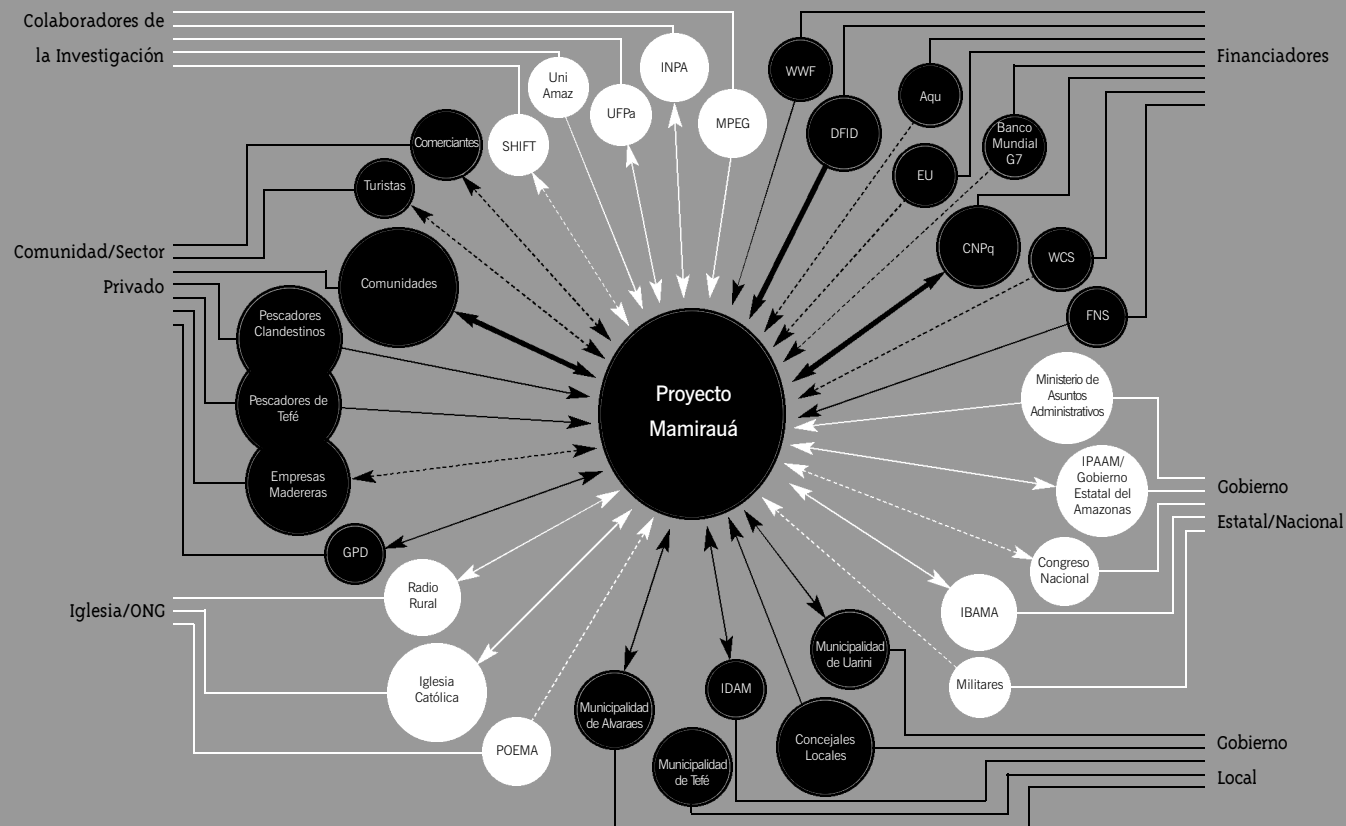 Colaboradores de
la Investigación
Uni
Amaz
UFPa
INPA
MPEG
SHIFT
WWF
DFID
Aqu
EU
Banco
Mundial
G7
CNPq
WCS
FNS
Financiadores
Comerciantes
Turistas
Comunidades
Comunidad/Sector
Privado
Pescadores
Clandestinos
Pescadores de
Tefé
Empresas
Madereras
GPD
Proyecto
Mamirauá
Ministerio de
Asuntos
Administrativos
IPAAM/
Gobierno
Estatal del
Amazonas
Congreso
Nacional
IBAMA
Militares
Gobierno
Estatal/Nacional
Iglesia/ONG
Radio
Rural
Iglesia
Católica
POEMA
Municipalidad
de Alvaraes
Municipalidad
de Tefé
IDAM
Concejales
Locales
Municipalidad
de Uarini
Gobierno
Local